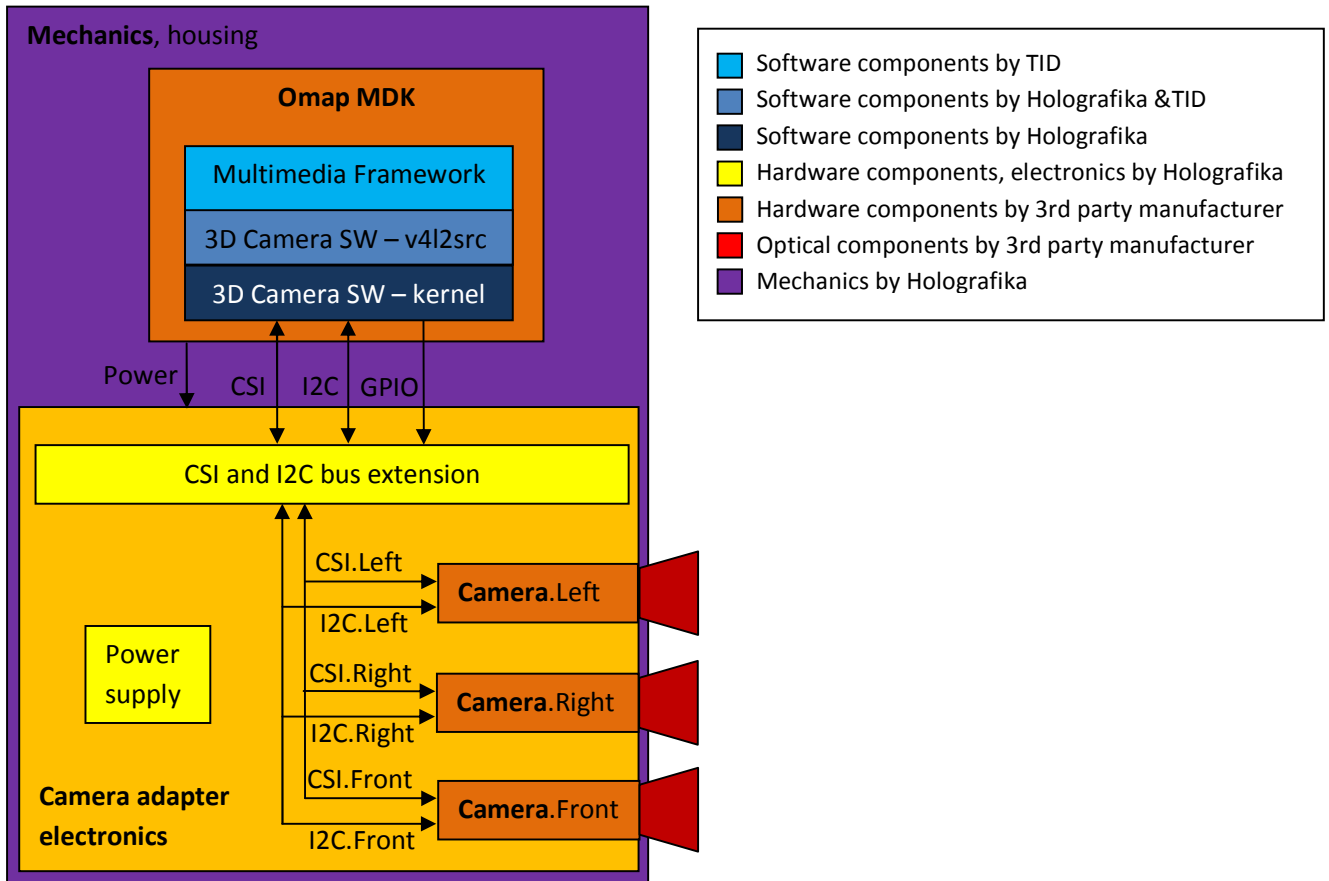 Mechanics, housing
Omap MDK
Multimedia Framework
3D Camera SW – v4l2src
3D Camera SW – kernel
Power
CSI
I2C
GPIO
CSI and I2C bus extension
CSI.Left
I2C.Left
Camera.Left
Power
supply
CSI.Right
I2C.Right
Camera.Right
CSI.Front
I2C.Front
Camera.Front
Camera adapter
electronics
Software components by TID
Software components by Holografika &TID
Software components by Holografika
Hardware components, electronics by Holografika
Hardware components by 3rd party manufacturer
Optical components by 3rd party manufacturer
Mechanics by Holografika